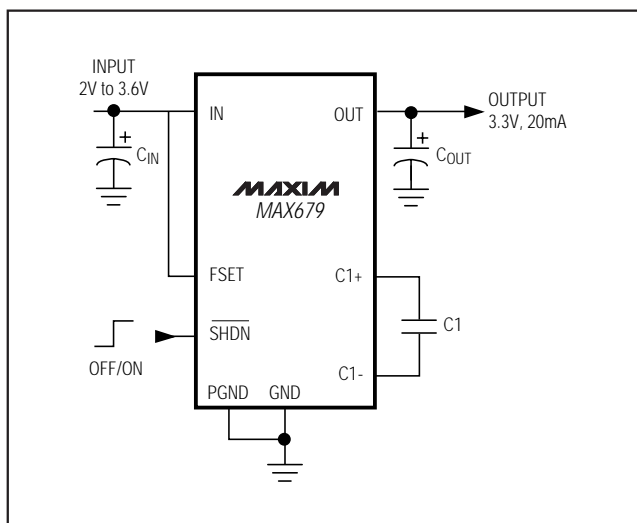 INPUT
2V to 3.6V
IN
OUT
OUTPUT
3.3V, 20mA
+
CIN
+
COUT
MAXIM
MAX679
FSET
C1+
SHDN
C1
OFF/ON
C1-
PGND GND